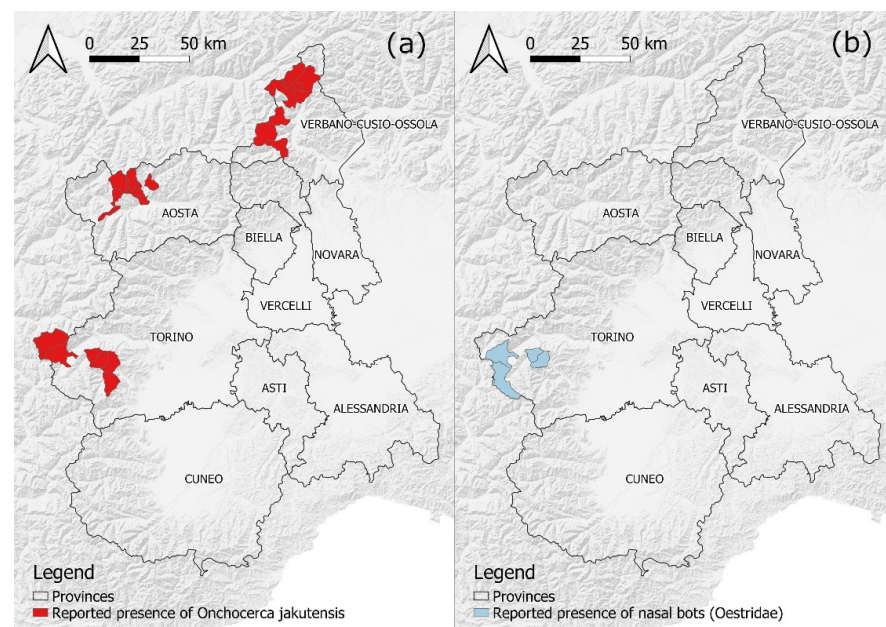 0 25 50 km
(a)
VERBANO-CUSIO-OSSOLA
AOSTA
BIELLA
NOVARA
VERCELLI
TORINO
ASTI
ALESSANDRIA
CUNEO
Legend
Provinces
Reported presence of Onchocerca jakutensis
0 25 50 km
(b)
VERBANO-CUSIO-OSSOLA
AOSTA
BIELLA
NOVARA
VERCELLI
TORINO
ASTI
ALESSANDRIA
CUNEO
Legend
Provinces
Reported presence of nasal bots (Oestridae)